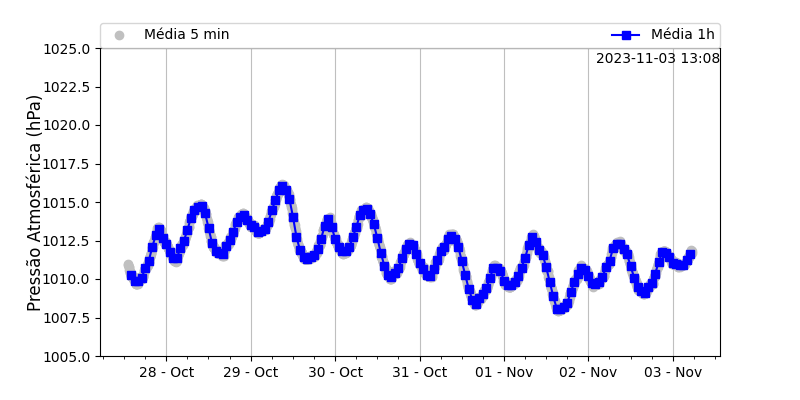 Média 5 min
Média 1h
2023-11-03 13:08
Pressão Atmosférica (hPa)
1025.0
1022.5
1020.0
1017.5
1015.0
1012.5
1010.0
1007.5
1005.0
28 - Oct
29 - Oct
30 - Oct
31 - Oct
01 - Nov
02 - Nov
03 - Nov